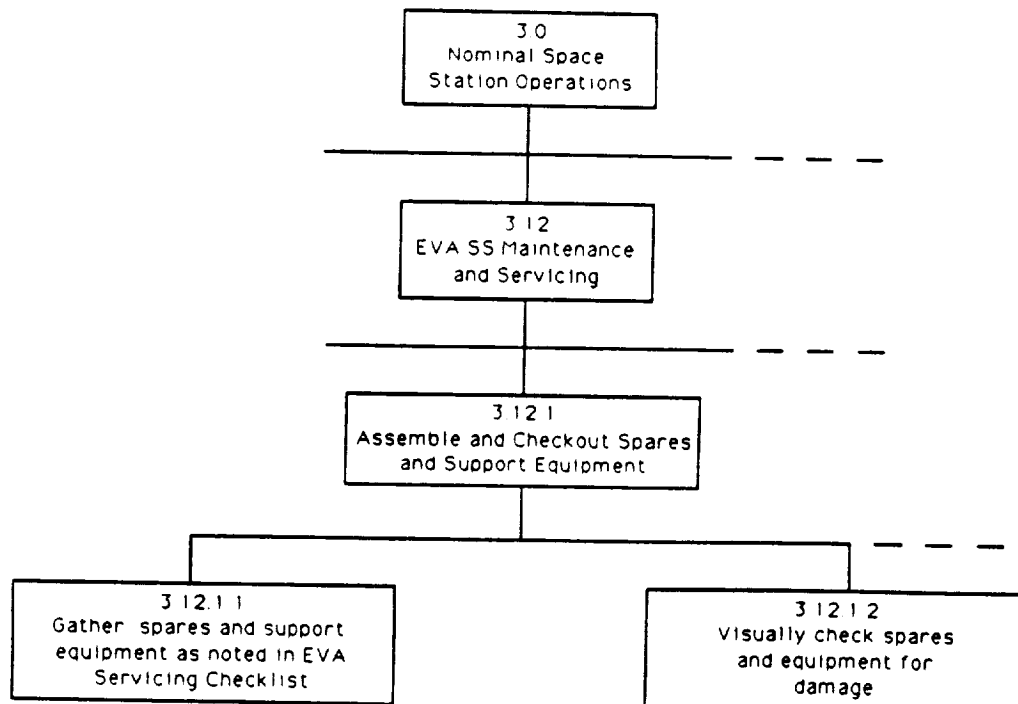 3.0
Nominal Space
Station Operations
3.12
EVA SS Maintenance
and Servicing
3.12.1
Assemble and Checkout Spares
and Support Equipment
3.12.1.1
Gather spares and support
equipment as noted in EVA
Servicing Checklist
3.12.1.2
Visually check spares
and equipment for
damage